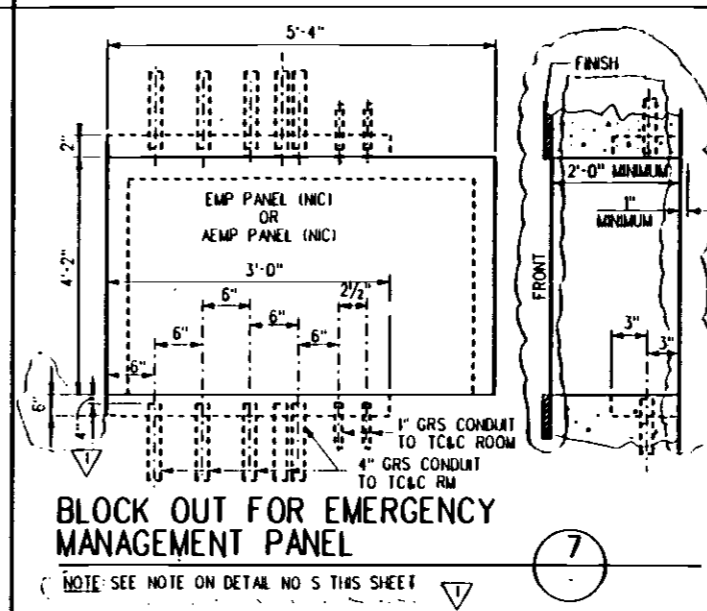 5'-4"
FINISH
2"
2'-0" MINIMUM
EMP PANEL (NIC)
OR
AEMP PANEL (NIC)
1"
MINIMUM
4'-2"
3'-0"
FRONT
6"
2 1/2"
6"
6"
6"
3"
3"
6"
6"
4"
1" GRS CONDUIT
TO TC&C ROOM
4" GRS CONDUIT
TO TC&C RM
1
BLOCK OUT FOR EMERGENCY
MANAGEMENT PANEL
7
NOTE: SEE NOTE ON DETAIL NO 5 THIS SHEET
1